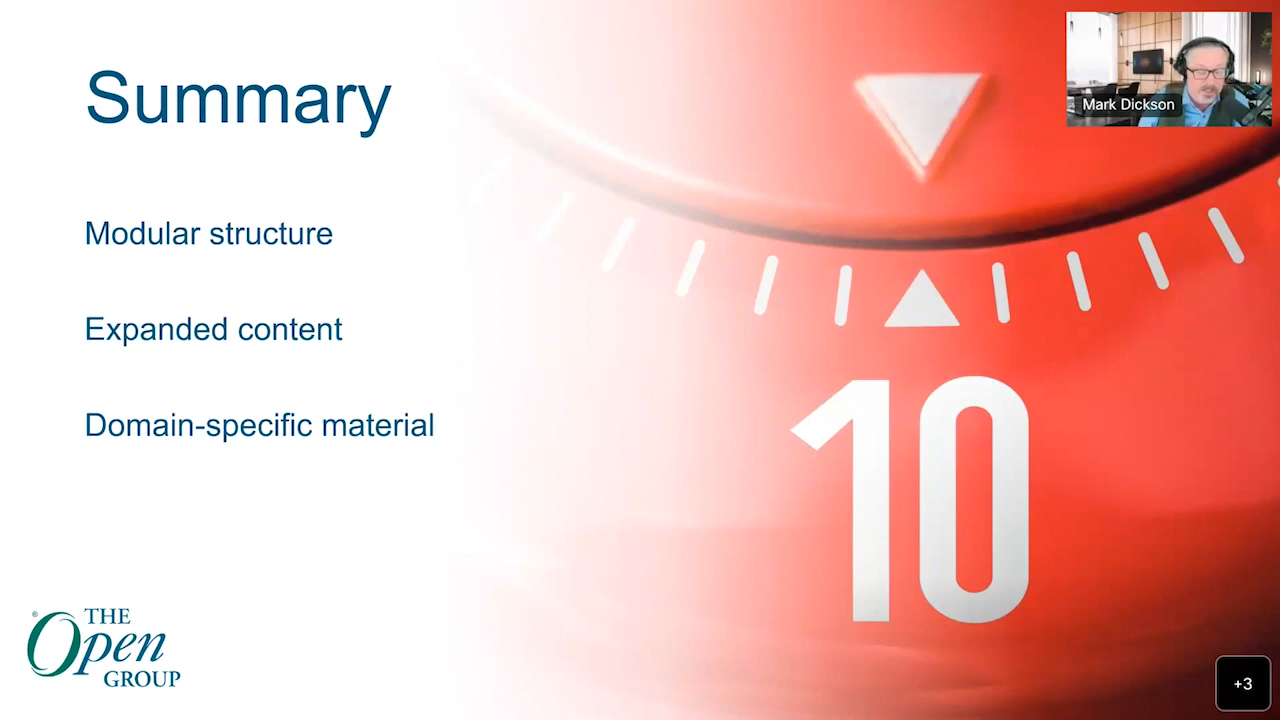 Summary
Mark Dickson
Modular structure
Expanded content
Domain-specific material
10
® THE
Open
GROUP
+3